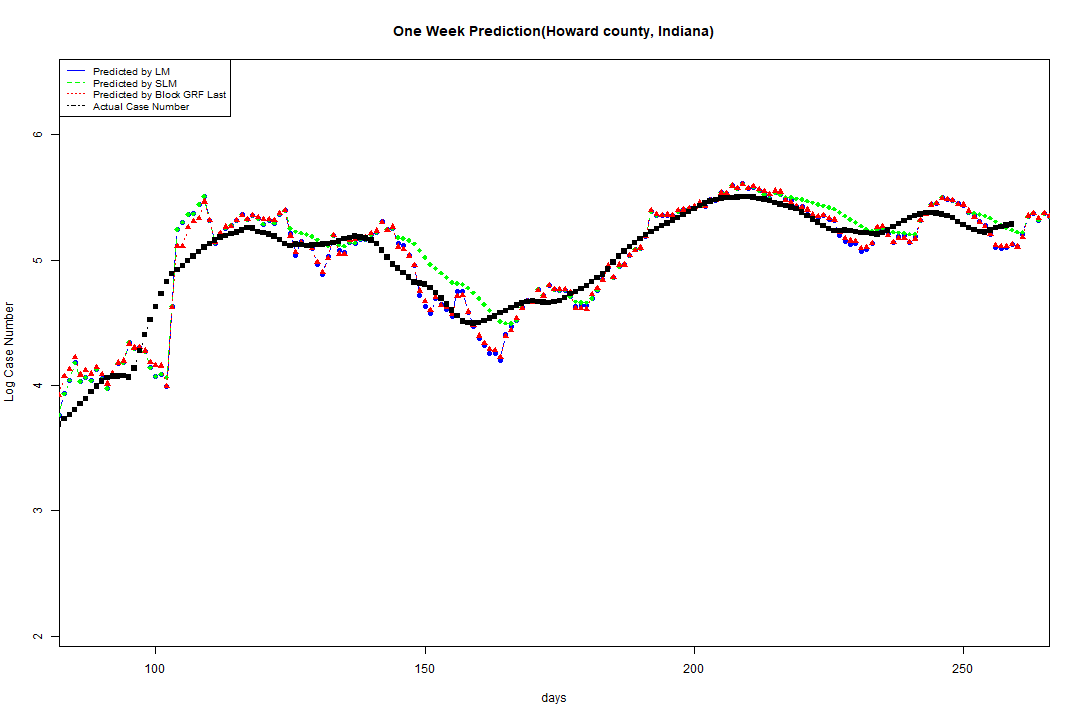 One Week Prediction(Howard county, Indiana)
Predicted by LM
Predicted by SLM
Predicted by Block GRF Last
Actual Case Number
6
5
4
3
2
Log Case Number
100 150 200 250
days